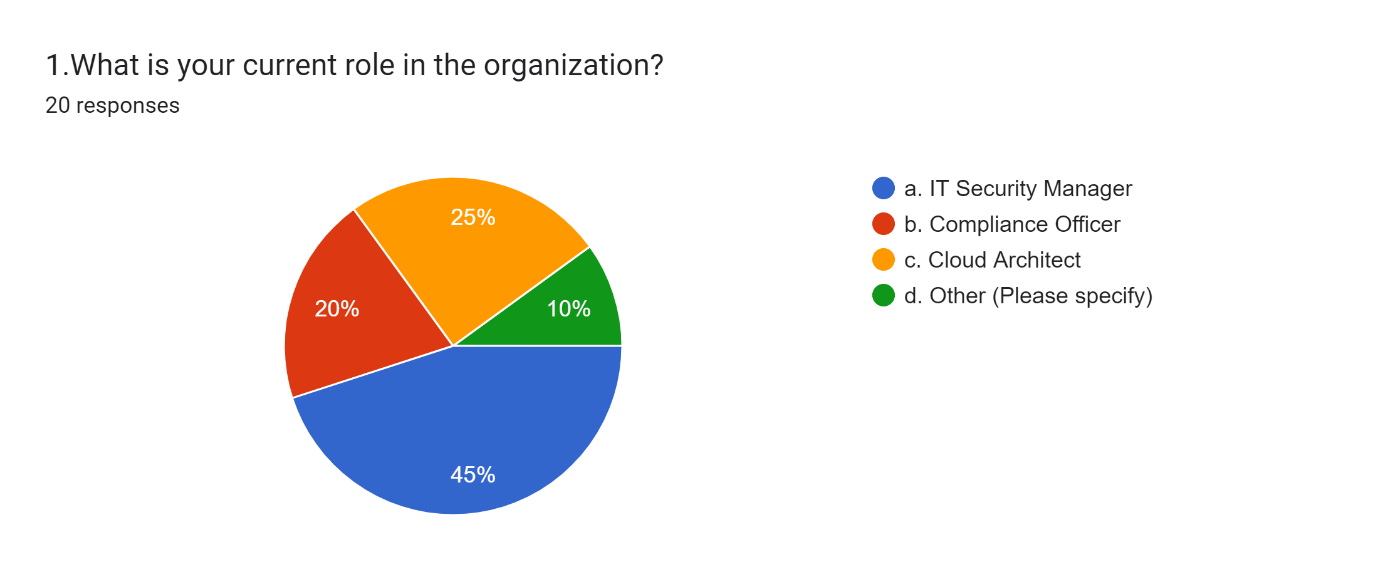 1.What is your current role in the organization?
20 responses
25%
20%
10%
45%
a. IT Security Manager
b. Compliance Officer
c. Cloud Architect
d. Other (Please specify)